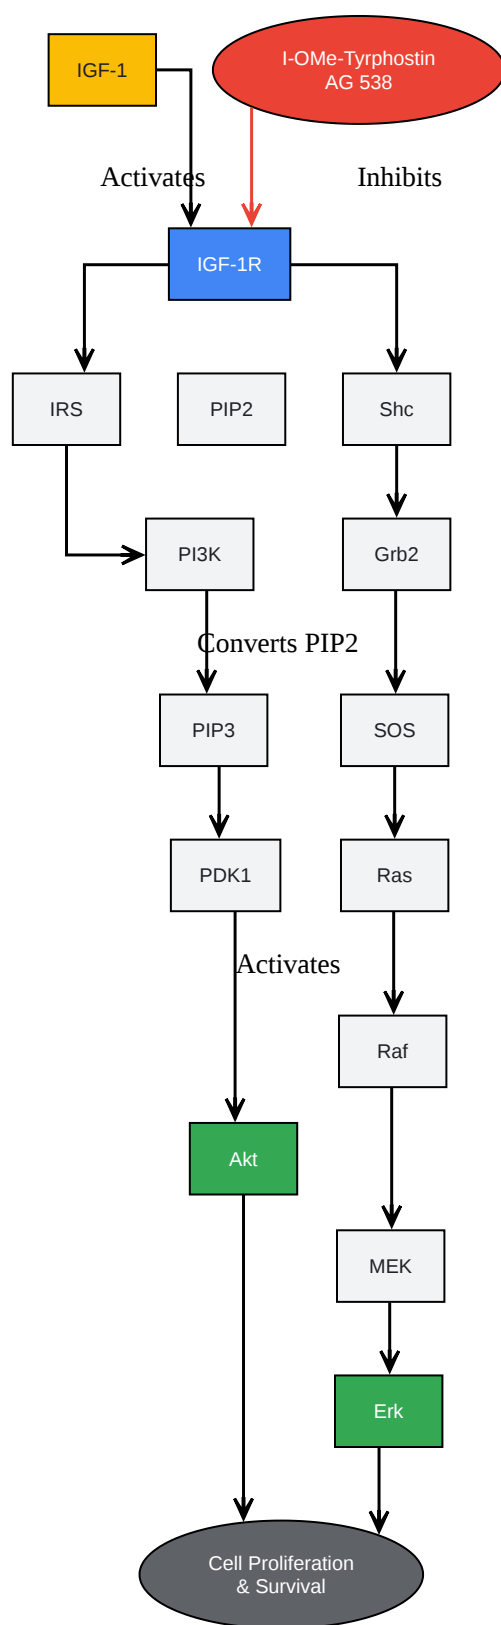 IGF-1
I-OMe-Tyrphostin
AG 538
Activates
Inhibits
IGF-1R
IRS
PIP2
Shc
PI3K
Grb2
Converts PIP2
PIP3
SOS
PDK1
Ras
Activates
Raf
Akt
MEK
Erk
Cell Proliferation
& Survival